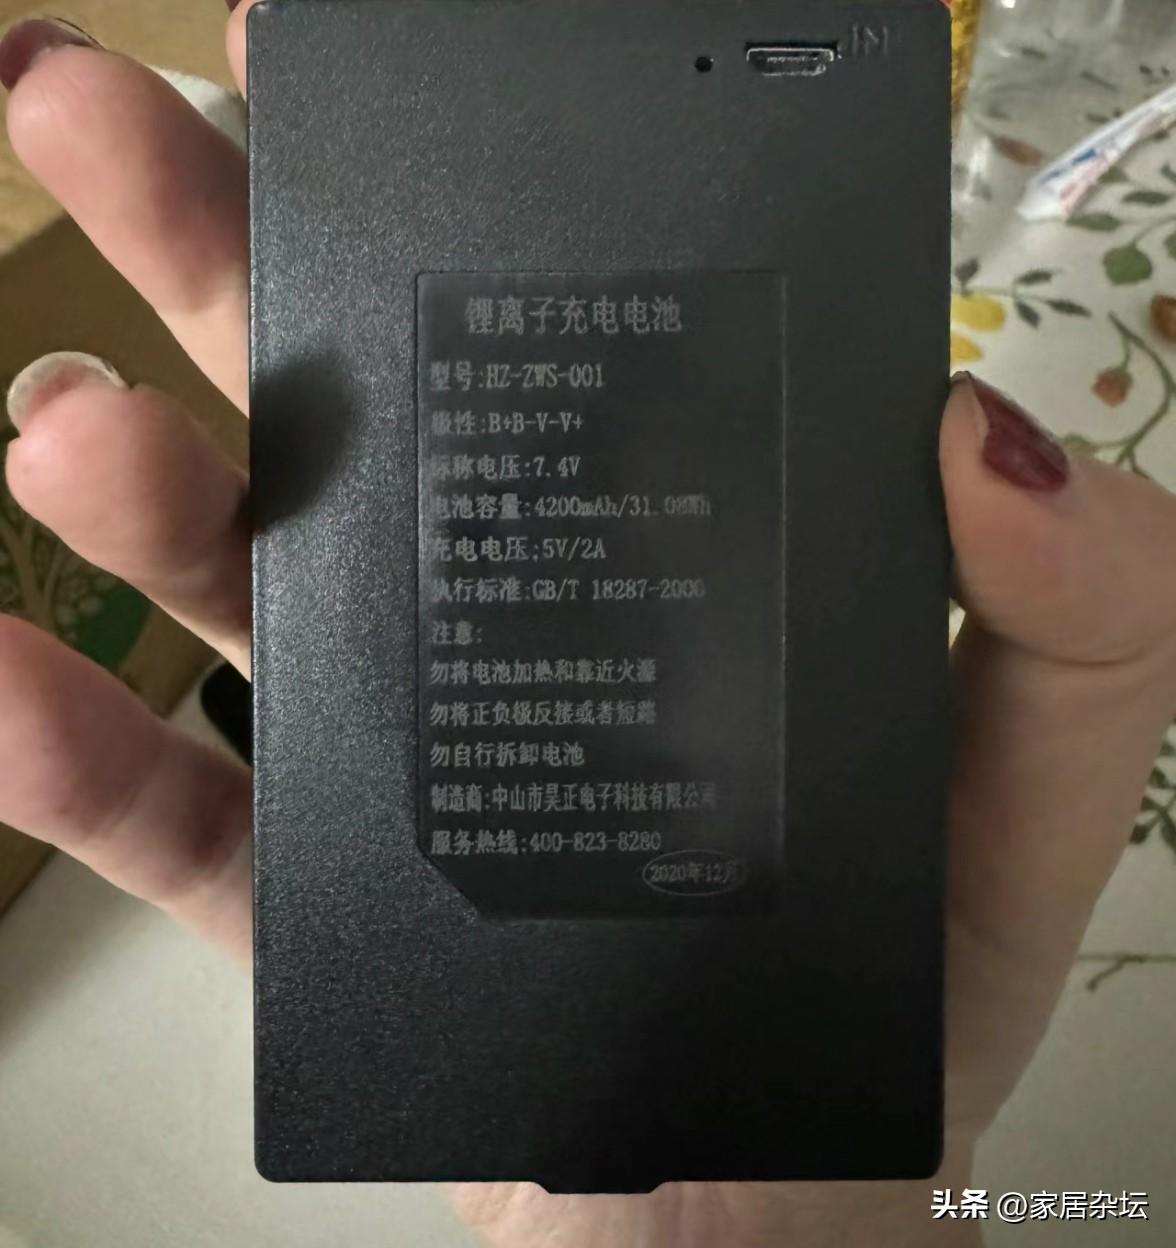 IN
锂离子充电电池
型号:HZ-ZWS-001
极性:B+B-V-V+
标称电压:7.4V
电池容量:4200mAh/31.08Wh
充电电压:5V/2A
执行标准:GB/T 18287-2000
注意:
勿将电池加热和靠近火源
勿将正负极反接或者短路
勿自行拆卸电池
制造商:中山市昊正电子科技有限公司
服务热线:400-823-8280
2020年12月
头条 @家居杂坛